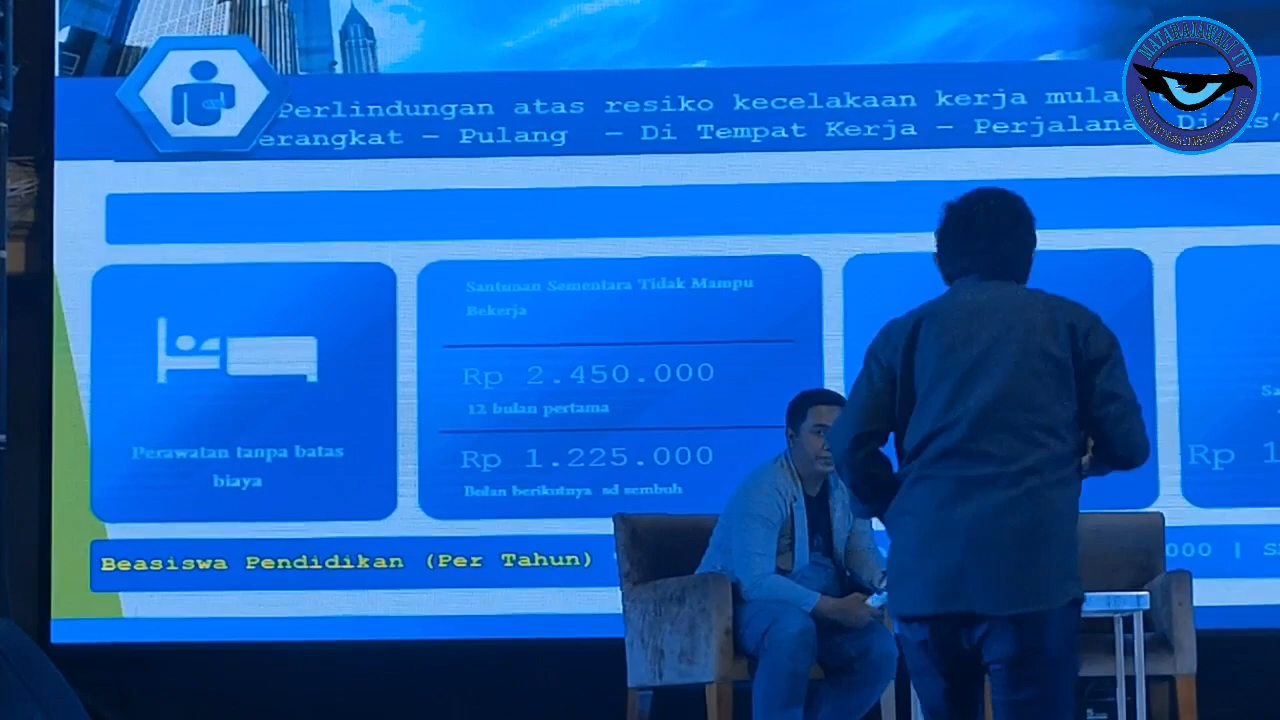 MATARAJAWALI TV
Perlindungan atas resiko kecelakaan kerja
erangkat – Pulang – Di Tempat Kerja – Perjalana
Santunan Sementara Tidak Mampu
Bekerja
Rp 2.450.000
12 bulan pertama
Rp 1.225.000
Bulan berikutnya sd sembuh
Perawatan tanpa batas
biaya
Rp 1
Beasiswa Pendidikan (Per Tahun)
000 |